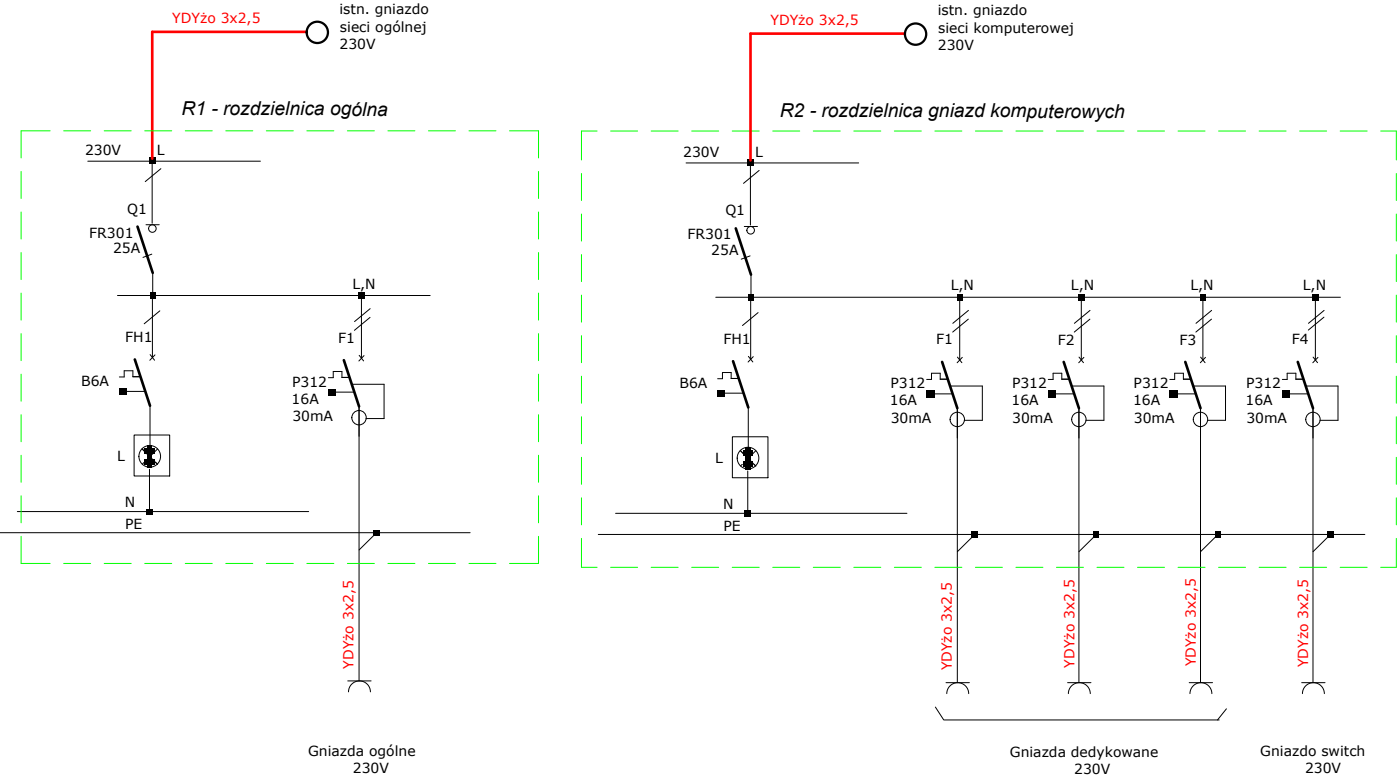 YDYżo 3x2,5
istn. gniazdo
sieci ogólnej
230V
R1 - rozdzielnica ogólna
230V
L
Q1
FR301
25A
L,N
FH1
F1
B6A
P312
16A
30mA
L
N
PE
YDYżo 3x2,5
Gniazda ogólne
230V
YDYżo 3x2,5
istn. gniazdo
sieci komputerowej
230V
R2 - rozdzielnica gniazd komputerowych
230V
L
Q1
FR301
25A
L,N
L,N
L,N
L,N
FH1
F1
F2
F3
F4
B6A
P312
16A
30mA
P312
16A
30mA
P312
16A
30mA
P312
16A
30mA
L
N
PE
YDYżo 3x2,5
YDYżo 3x2,5
YDYżo 3x2,5
YDYżo 3x2,5
Gniazda dedykowane
230V
Gniazdo switch
230V